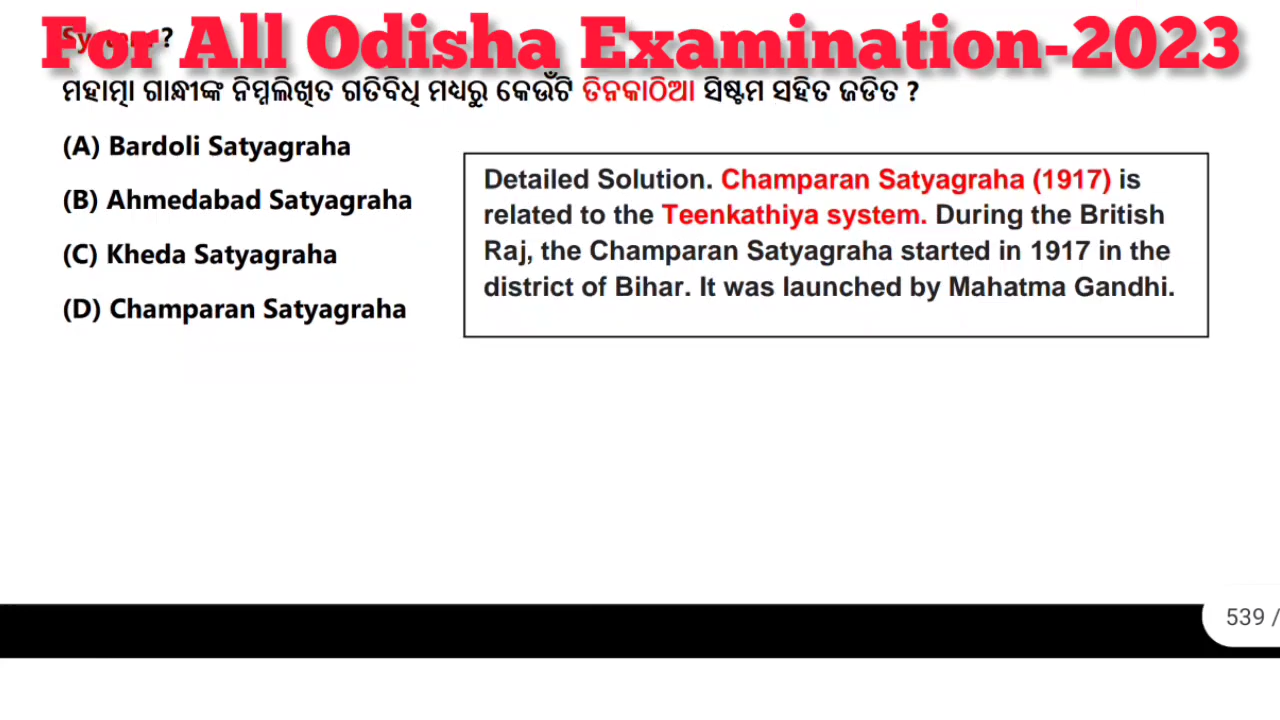 For All Odisha Examination-2023
?
ମହାତ୍ମା ଗାନ୍ଧୀଙ୍କ ନିମ୍ନଲିଖିତ ଗତିବିଧି ମଧ୍ୟରୁ କେଉଁଟି ତିନକାଠିଆ ସିଷ୍ଟମ ସହିତ ଜଡିତ ?
(A) Bardoli Satyagraha
(B) Ahmedabad Satyagraha
(C) Kheda Satyagraha
(D) Champaran Satyagraha
Detailed Solution. Champaran Satyagraha (1917) is
related to the Teenkathiya system. During the British
Raj, the Champaran Satyagraha started in 1917 in the
district of Bihar. It was launched by Mahatma Gandhi.
539 /